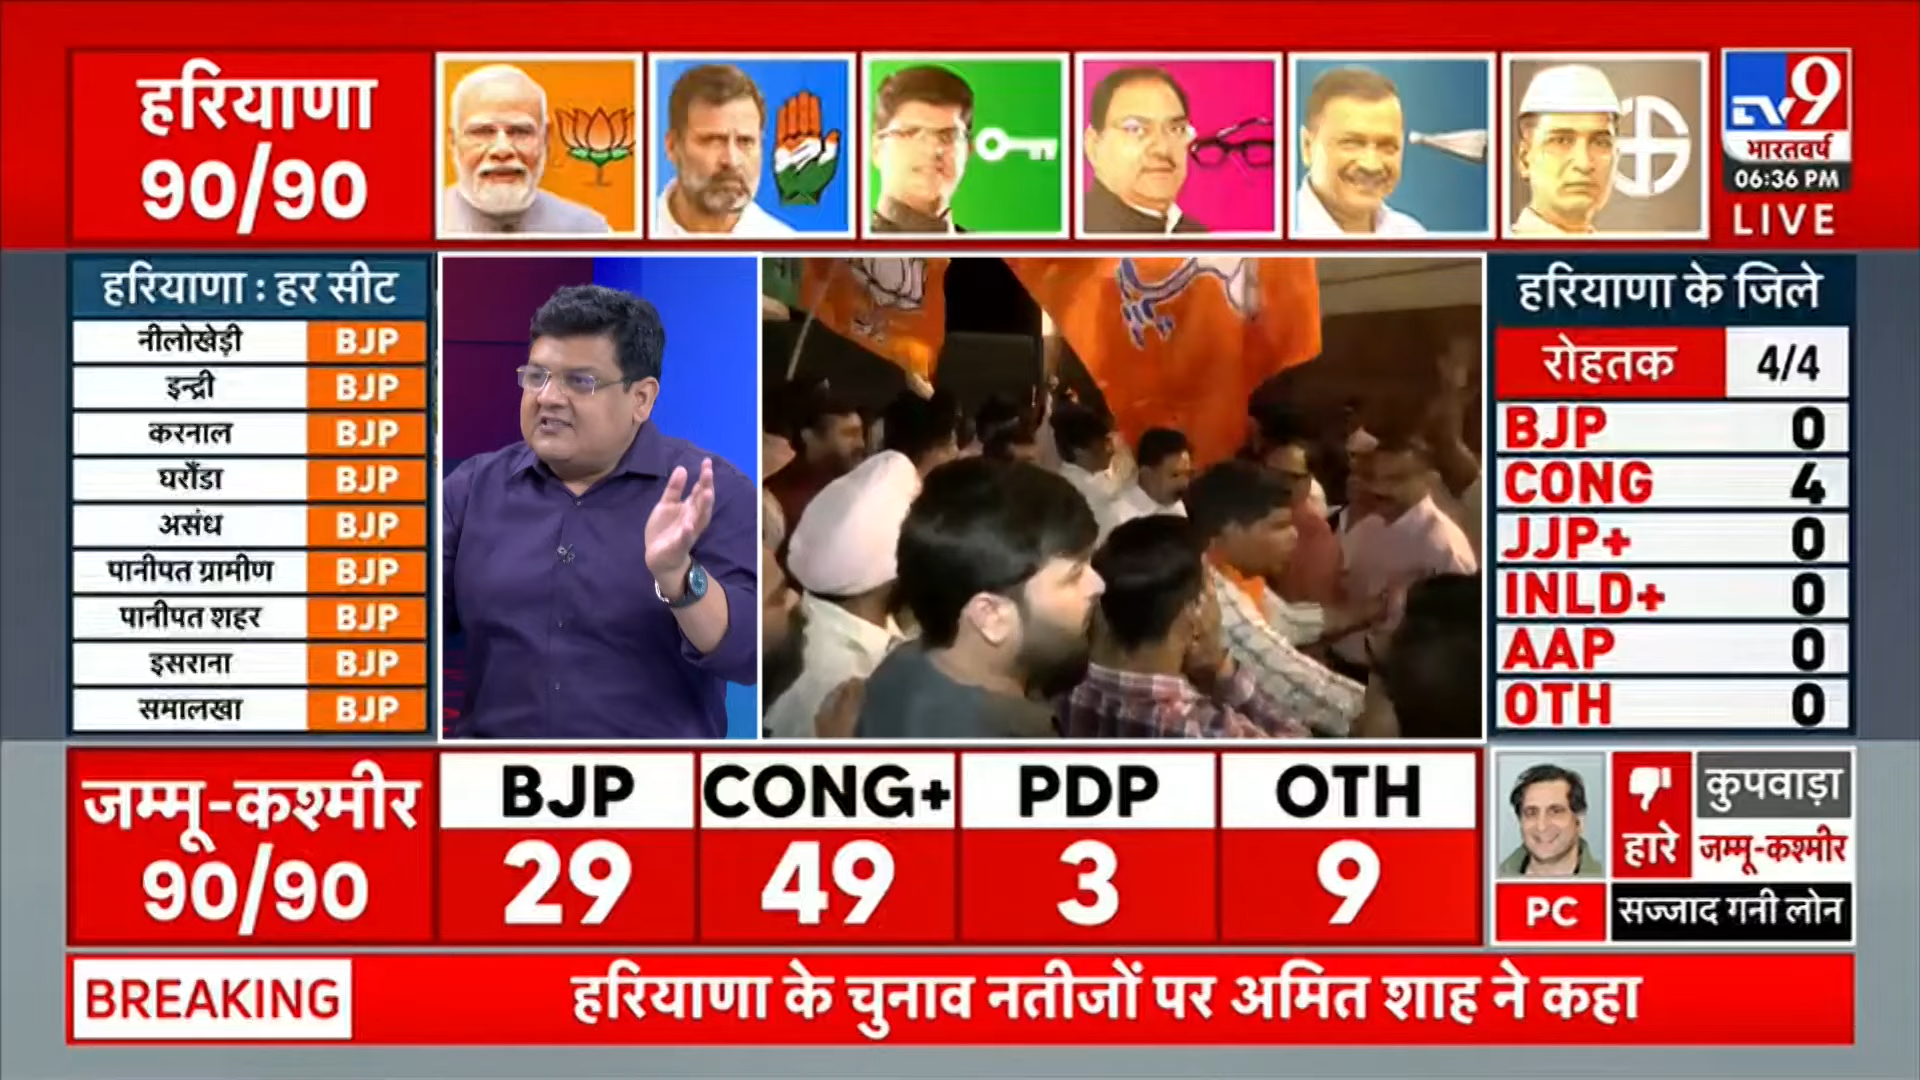 हरियाणा
90/90
TV9
भारतवर्ष
06:36 PM
LIVE
हरियाणा : हर सीट
नीलोखेड़ी BJP
इन्द्री BJP
करनाल BJP
घरौंडा BJP
असंध BJP
पानीपत ग्रामीण BJP
पानीपत शहर BJP
इसराना BJP
समालखा BJP
हरियाणा के जिले
रोहतक 4/4
BJP 0
CONG 4
JJP+ 0
INLD+ 0
AAP 0
OTH 0
जम्मू-कश्मीर
90/90
BJP CONG+ PDP OTH
29 49 3 9
हारे
कुपवाड़ा
जम्मू-कश्मीर
PC सज्जाद गनी लोन
BREAKING हरियाणा के चुनाव नतीजों पर अमित शाह ने कहा